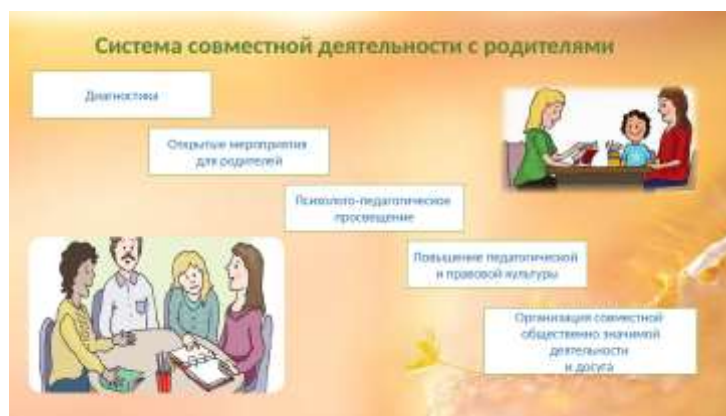 Система совместной деятельности с родителями
Диагностика
Открытые мероприятия
для родителей
Психолого-педагогическое
просвещение
Повышение педагогической
и правовой культуры
Организация совместной
общественно значимой
деятельности
и досуга